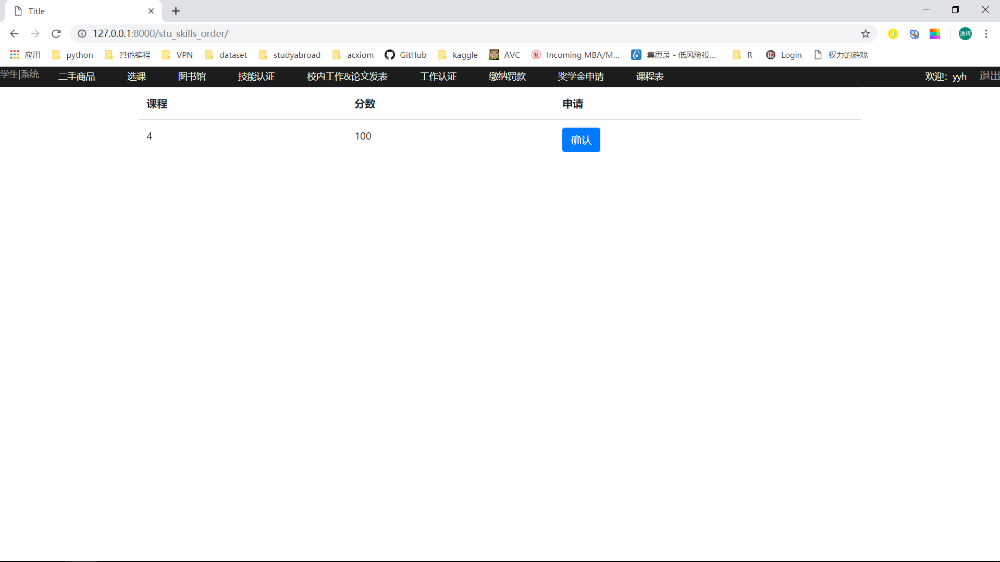 Title
127.0.0.1:8000/stu_skills_order/
逸辉
应用 python 其他编程 VPN dataset studyabroad acxiom GitHub kaggle AVC Incoming MBA/M... 集思录 - 低风险投... R Login 权力的游戏
学生|系统 二手商品 选课 图书馆 技能认证 校内工作&论文发表 工作认证 缴纳罚款 奖学金申请 课程表 欢迎：yyh 退出
课程 分数 申请
4 100 确认